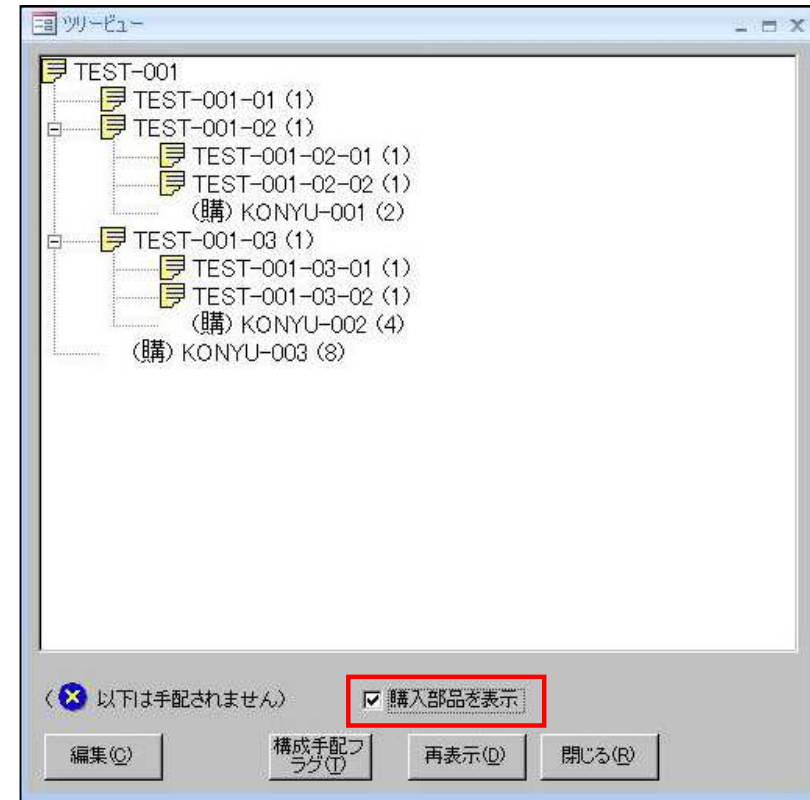 ツリービュー
TEST-001
TEST-001-01 (1)
TEST-001-02 (1)
TEST-001-02-01 (1)
TEST-001-02-02 (1)
(購) KONYU-001 (2)
TEST-001-03 (1)
TEST-001-03-01 (1)
TEST-001-03-02 (1)
(購) KONYU-002 (4)
(購) KONYU-003 (8)
( 以下は手配されません)
購入部品を表示
編集(C)
構成手配フ
ラグ(T)
再表示(D)
閉じる(R)